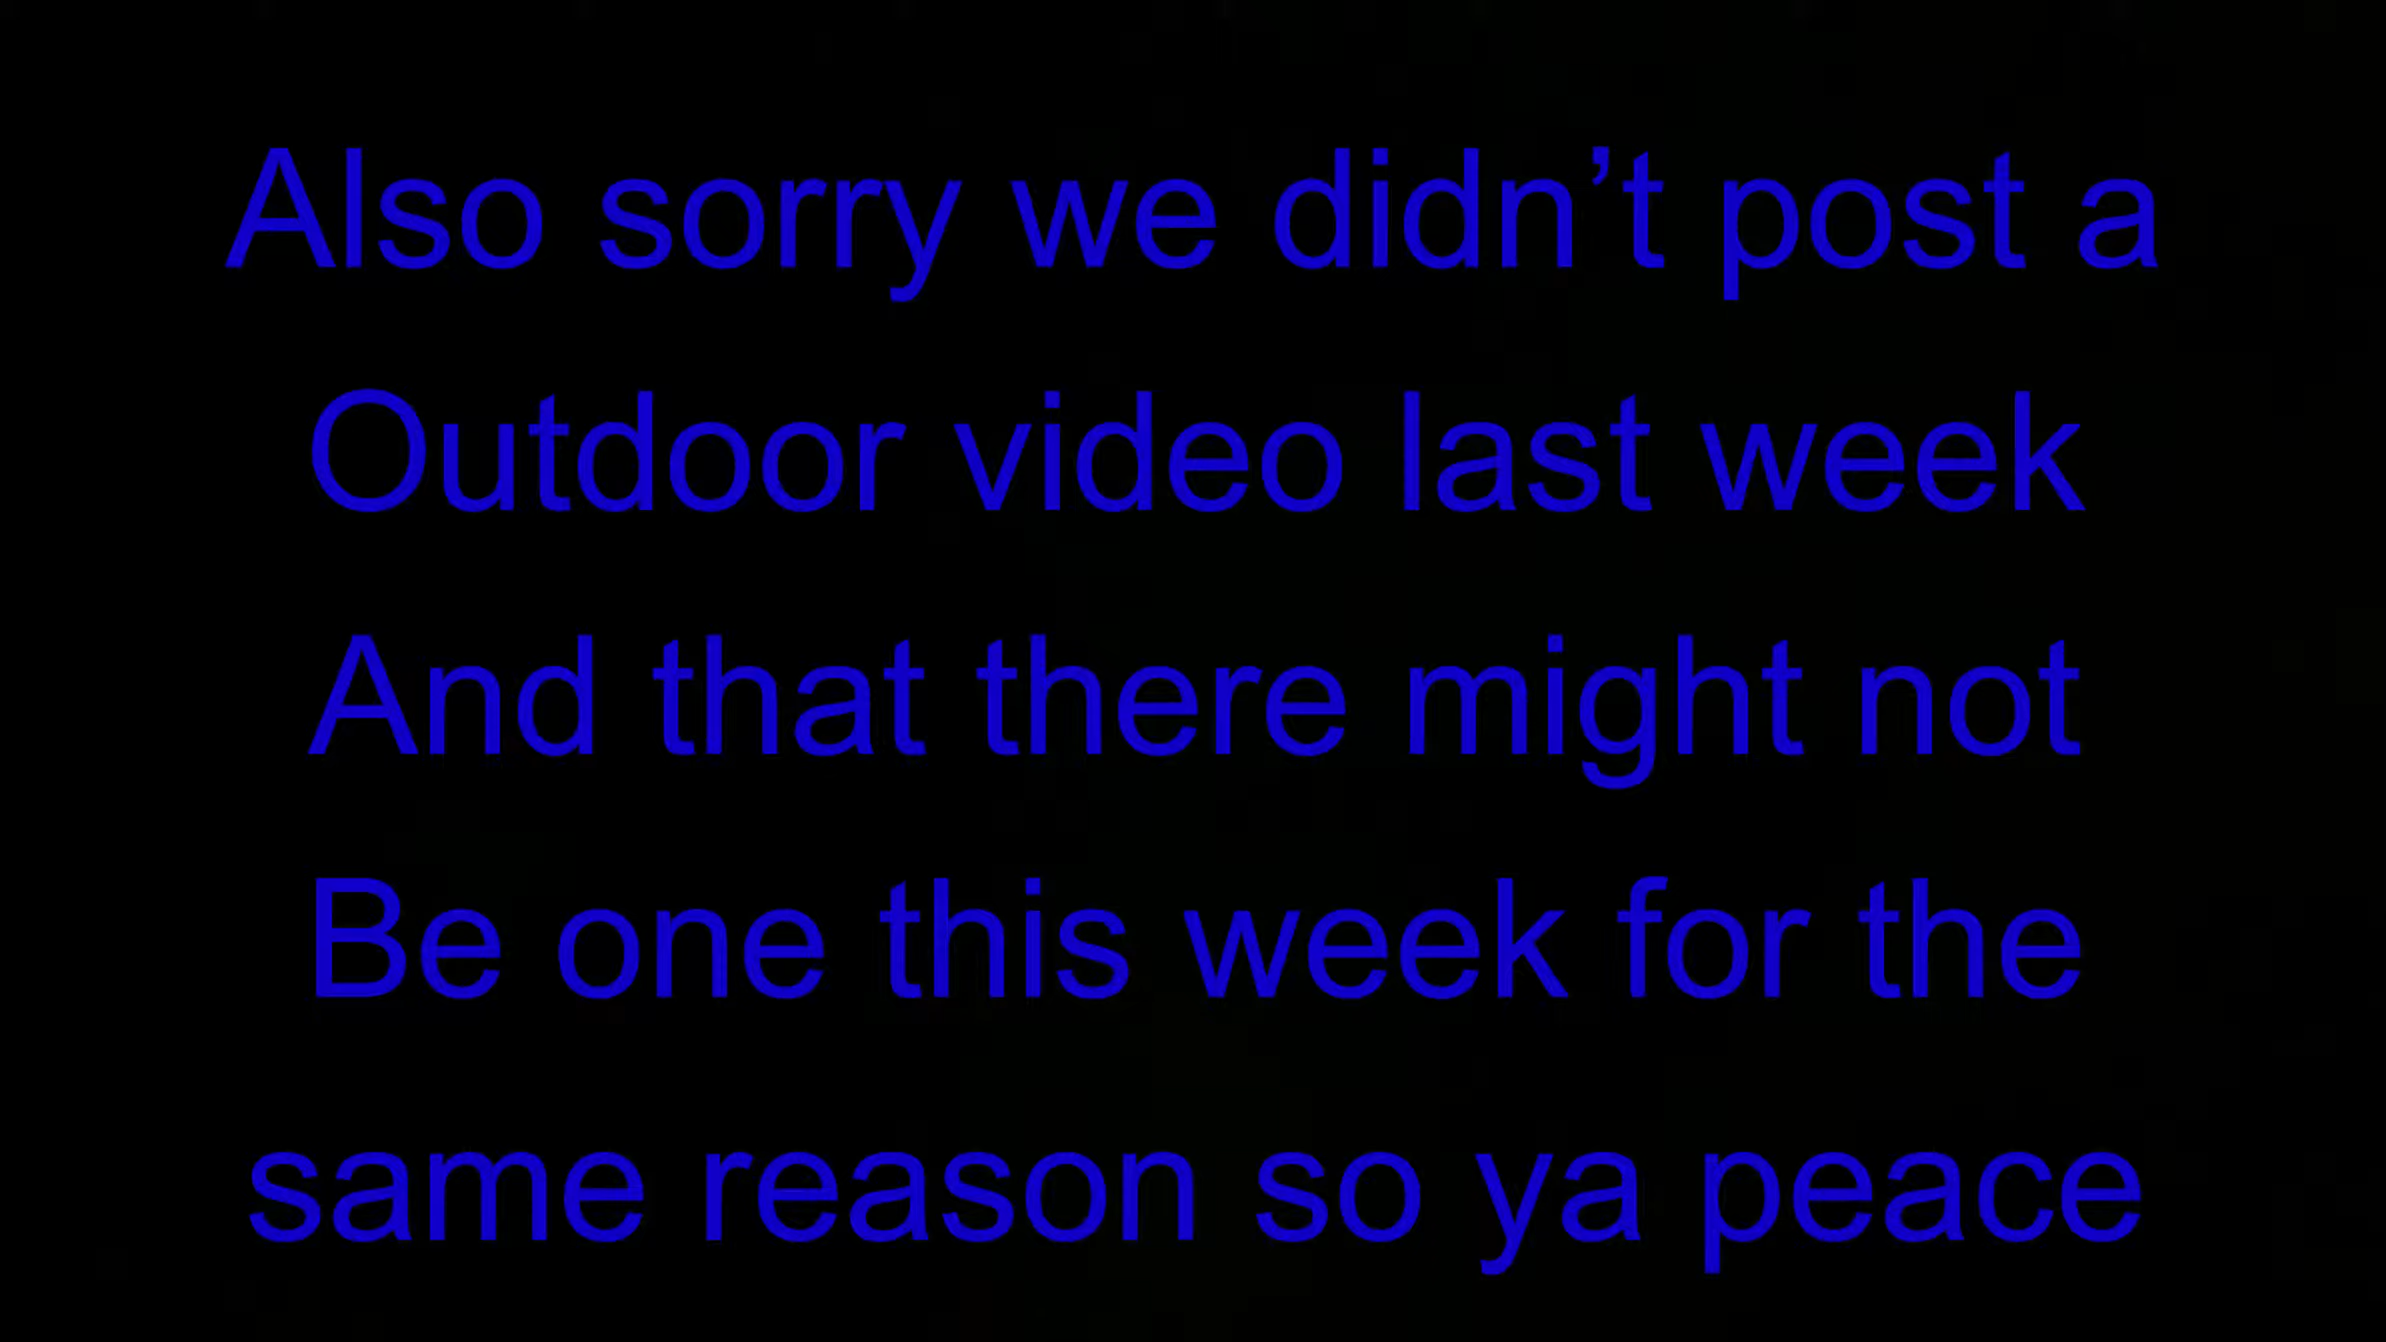 Also sorry we didn’t post a
Outdoor video last week
And that there might not
Be one this week for the
same reason so ya peace